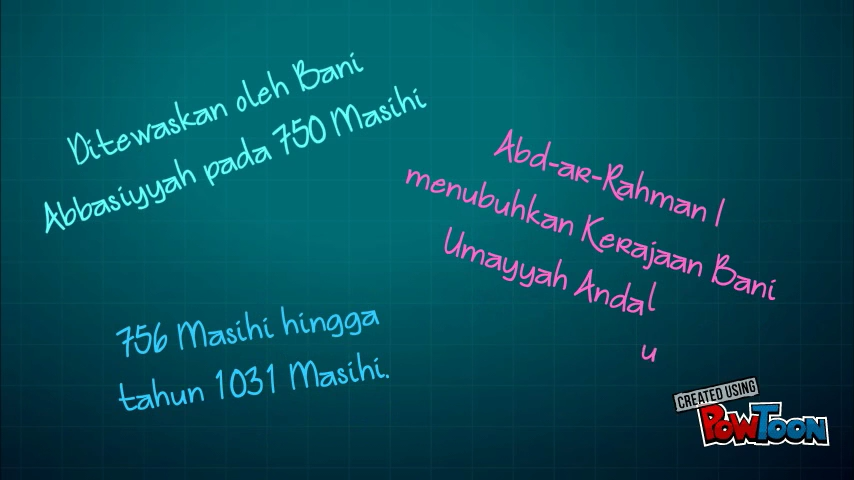 Ditewaskan oleh Bani
Abbasiyyah pada 750 Masihi
Abd-ar-Rahman I
menubuhkan Kerajaan Bani
Umayyah Andal
u
756 Masihi hingga
tahun 1031 Masihi.
CREATED USING
POWTOON